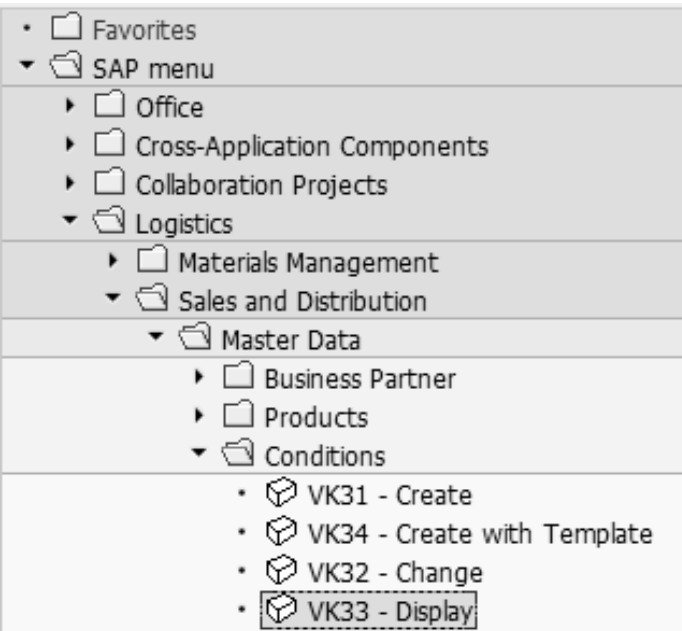 Favorites
SAP menu
Office
Cross-Application Components
Collaboration Projects
Logistics
Materials Management
Sales and Distribution
Master Data
Business Partner
Products
Conditions
VK31 - Create
VK34 - Create with Template
VK32 - Change
VK33 - Display